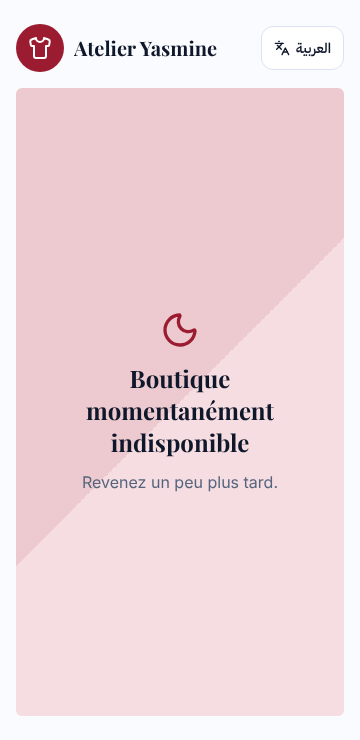 Atelier Yasmine
العربية
Boutique
momentanément
indisponible
Revenez un peu plus tard.